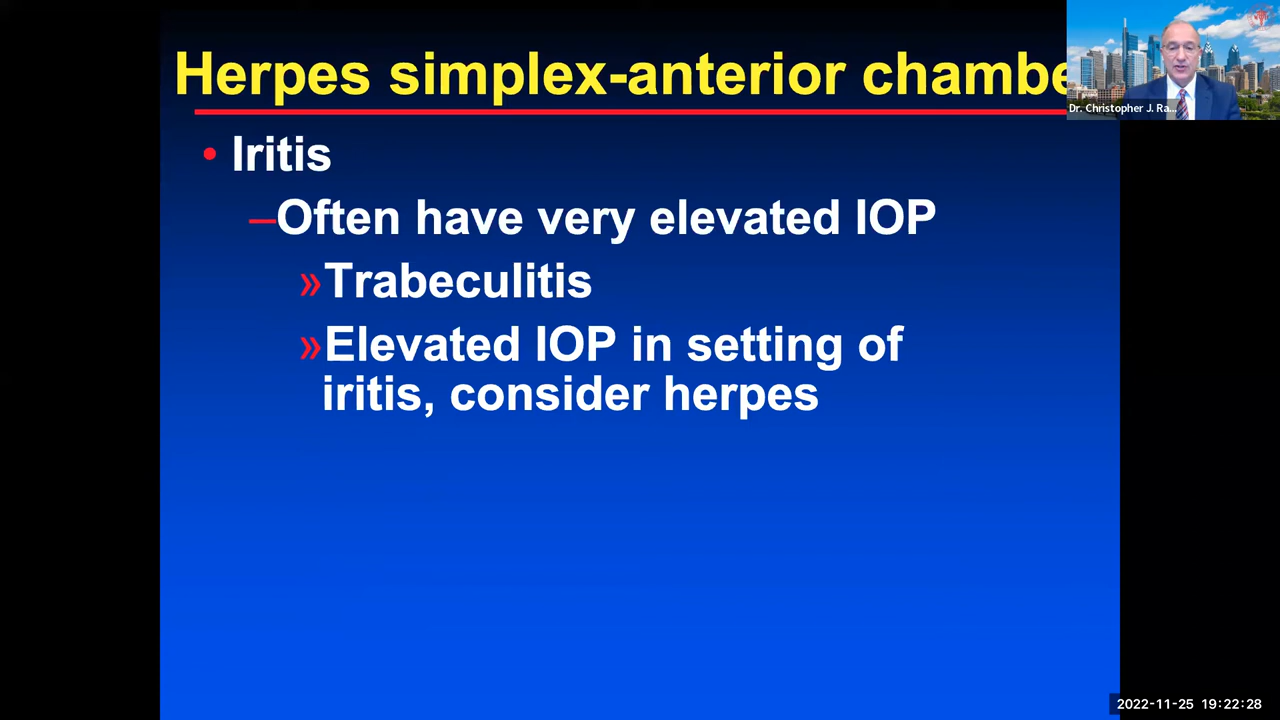 Herpes simplex-anterior chambe
• Iritis
–Often have very elevated IOP
»Trabeculitis
»Elevated IOP in setting of
iritis, consider herpes
Dr. Christopher J. Ra...
2022-11-25 19:22:28